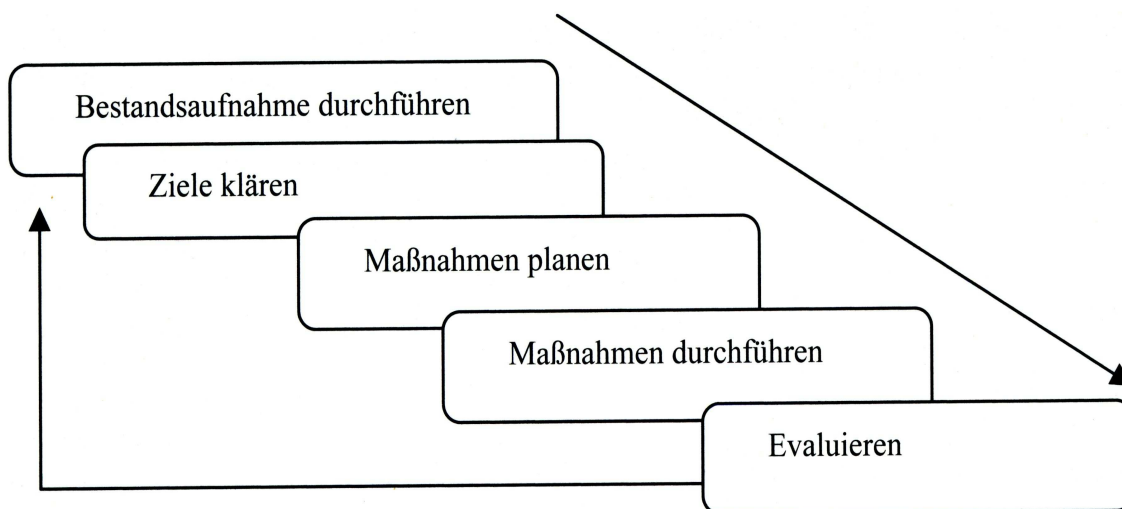 Bestandsaufnahme durchführen
Ziele klären
Maßnahmen planen
Maßnahmen durchführen
Evaluieren